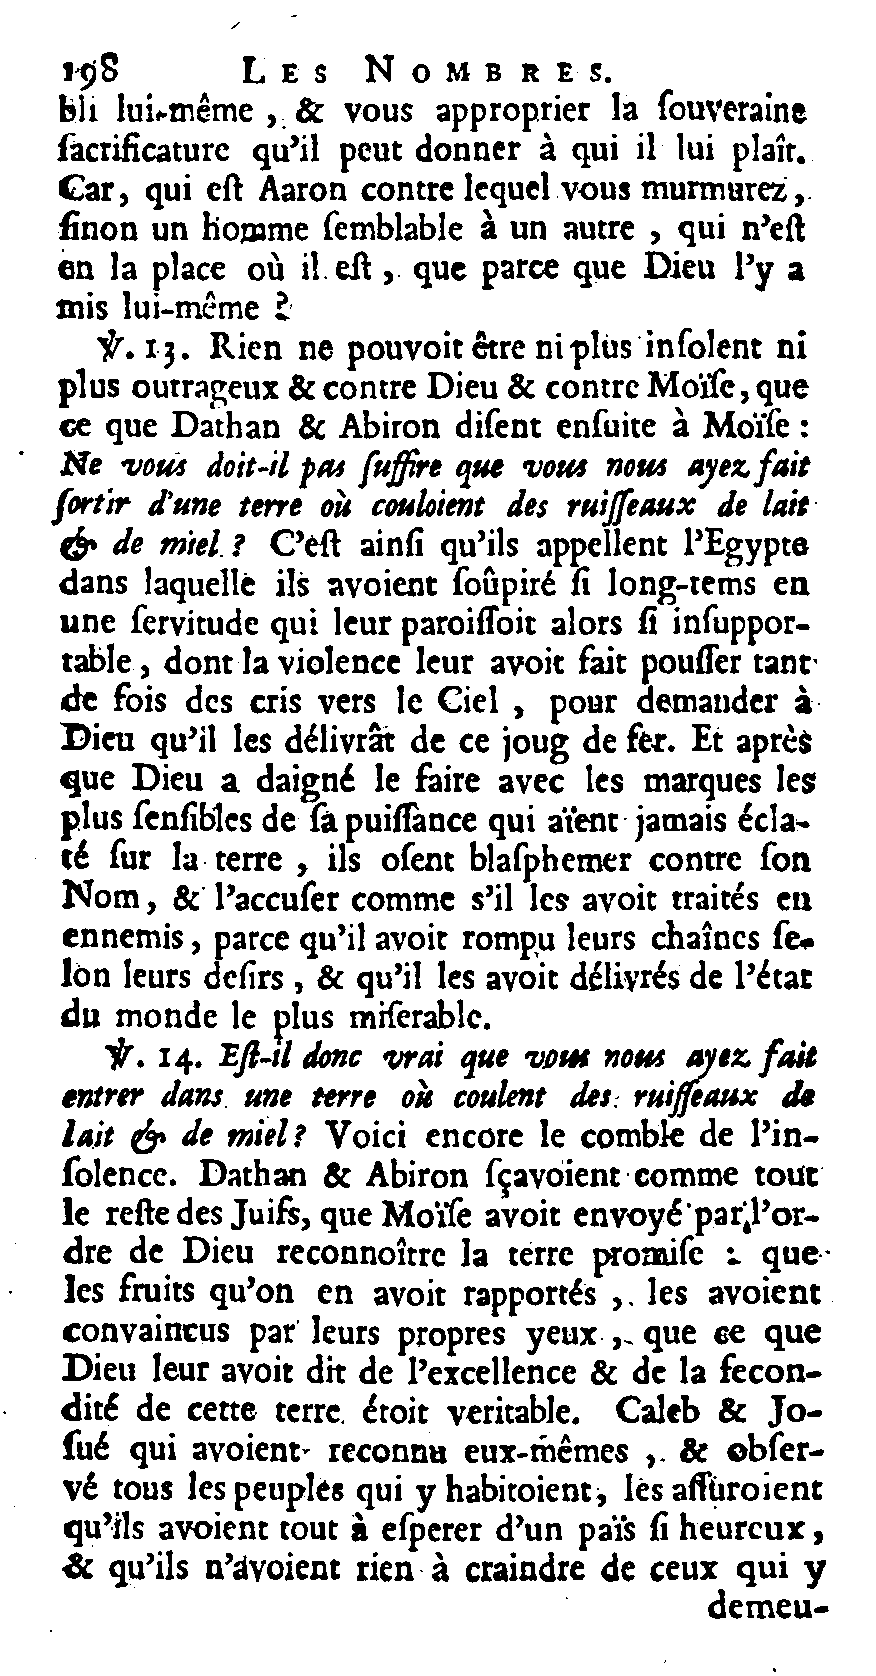 198 LES NOMBRES.
bli lui-même, & vous approprier la ſouveraine
ſacrificature qu'il peut donner à qui il lui plaît.
Car, qui eſt Aaron contre lequel vous murmurez,
ſinon un homme ſemblable à un autre, qui n'eſt
en la place où il eſt, que parce que Dieu l'y a
mis lui-même ?
℣. 13. Rien ne pouvoit être ni plus inſolent ni
plus outrageux & contre Dieu & contre Moïſe, que
ce que Dathan & Abiron diſent enſuite à Moïſe :
Ne vous doit-il pas ſuffire que vous nous ayez fait
ſortir d'une terre où couloient des ruiſſeaux de lait
& de miel ? C'eſt ainſi qu'ils appellent l'Egypte
dans laquelle ils avoient ſoûpiré ſi long-tems en
une ſervitude qui leur paroiſſoit alors ſi inſuppor-
table, dont la violence leur avoit fait pouſſer tant
de fois des cris vers le Ciel, pour demander à
Dieu qu'il les délivrât de ce joug de fer. Et après
que Dieu a daigné le faire avec les marques les
plus ſenſibles de ſa puiſſance qui aïent jamais écla-
té ſur la terre, ils oſent blaſphemer contre ſon
Nom, & l'accuſer comme s'il les avoit traités en
ennemis, parce qu'il avoit rompu leurs chaînes ſe-
lon leurs deſirs, & qu'il les avoit délivrés de l'état
du monde le plus miſerable.
℣. 14. Eſt-il donc vrai que vous nous ayez fait
entrer dans une terre où coulent des ruiſſeaux de
lait & de miel ? Voici encore le comble de l'in-
ſolence. Dathan & Abiron ſçavoient comme tout
le reſte des Juifs, que Moïſe avoit envoyé par l'or-
dre de Dieu reconnoître la terre promiſe : que
les fruits qu'on en avoit rapportés, les avoient
convaincus par leurs propres yeux, que ce que
Dieu leur avoit dit de l'excellence & de la fecon-
dité de cette terre étoit veritable. Caleb & Jo-
ſué qui avoient reconnu eux-mêmes, & obſer-
vé tous les peuples qui y habitoient, les aſſuroient
qu'ils avoient tout à eſperer d'un païs ſi heureux,
& qu'ils n'avoient rien à craindre de ceux qui y
demeu-